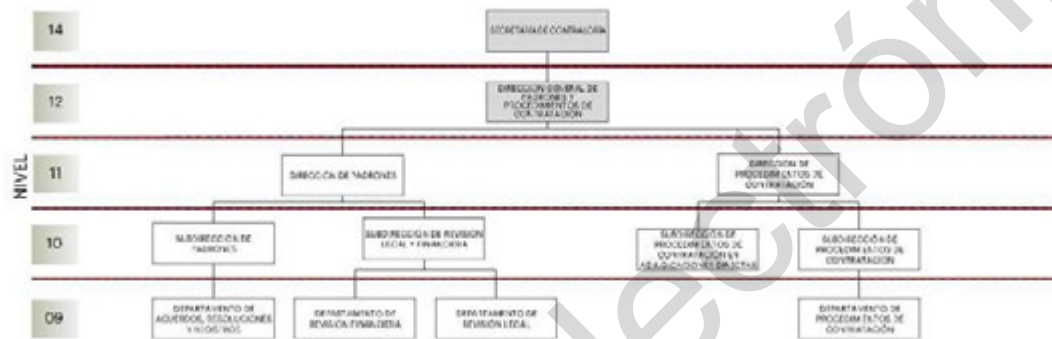 14
SECRETARÍA DE CONTRALORÍA
12
DIRECCIÓN GENERAL DE
PADRONES Y
PROCEDIMIENTOS DE
CONTRATACIÓN
NIVEL
11
DIRECCIÓN DE PADRONES
DIRECCIÓN DE
PROCEDIMIENTOS DE
CONTRATACIÓN
10
SUBDIRECCIÓN DE
PADRONES
SUBDIRECCIÓN DE REVISIÓN
LEGAL Y FINANCIERA
SUBDIRECCIÓN DE
PROCEDIMIENTOS DE
CONTRATACIÓN EN
ADJUDICACIONES DIRECTAS
SUBDIRECCIÓN DE
PROCEDIMIENTOS DE
CONTRATACIÓN
09
DEPARTAMENTO DE
ACUERDOS, RESOLUCIONES
Y REGISTROS
DEPARTAMENTO DE
REVISIÓN FINANCIERA
DEPARTAMENTO DE
REVISIÓN LEGAL
DEPARTAMENTO DE
PROCEDIMIENTOS DE
CONTRATACIÓN